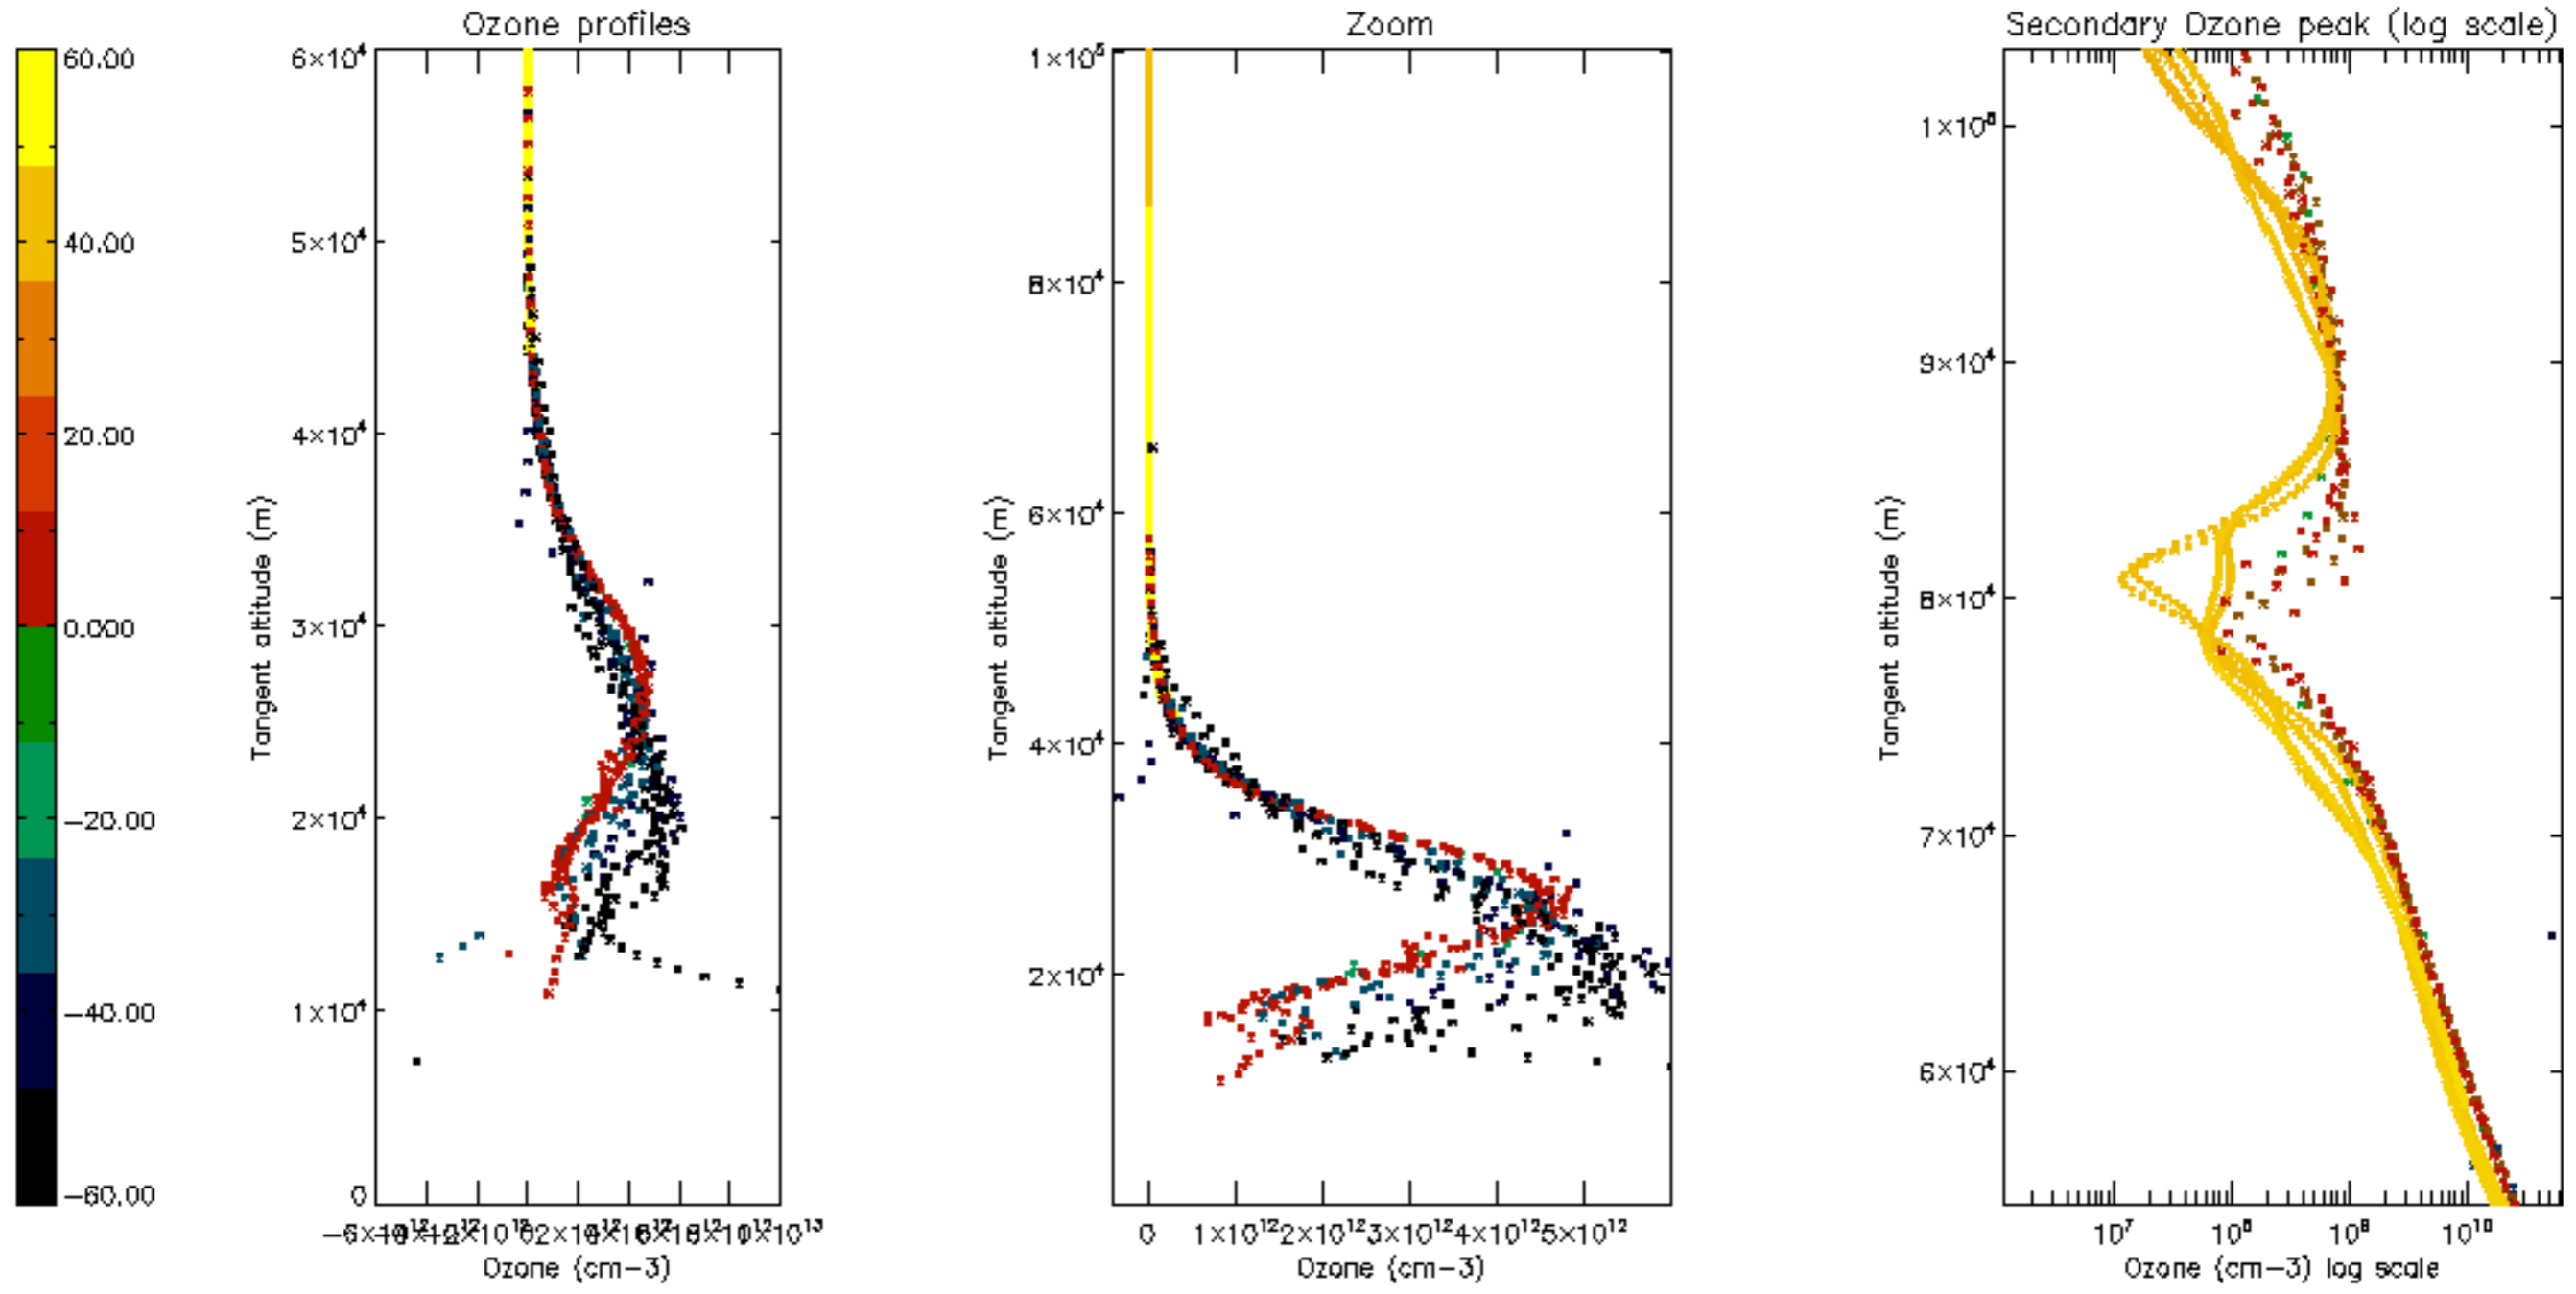 Ozone profiles
Zoom
Secondary Ozone peak (log scale)
60.00
40.00
20.00
0.000
−20.00
−40.00
−60.00
6×10⁴
5×10⁴
4×10⁴
3×10⁴
2×10⁴
1×10⁴
0
Tangent altitude (m)
Ozone (cm−3)
1×10⁵
8×10⁴
6×10⁴
4×10⁴
2×10⁴
Tangent altitude (m)
0 1×10¹² 2×10¹² 3×10¹² 4×10¹² 5×10¹²
Ozone (cm−3)
1×10⁵
9×10⁴
8×10⁴
7×10⁴
6×10⁴
Tangent altitude (m)
10⁷ 10⁸ 10⁹ 10¹⁰
Ozone (cm−3) log scale